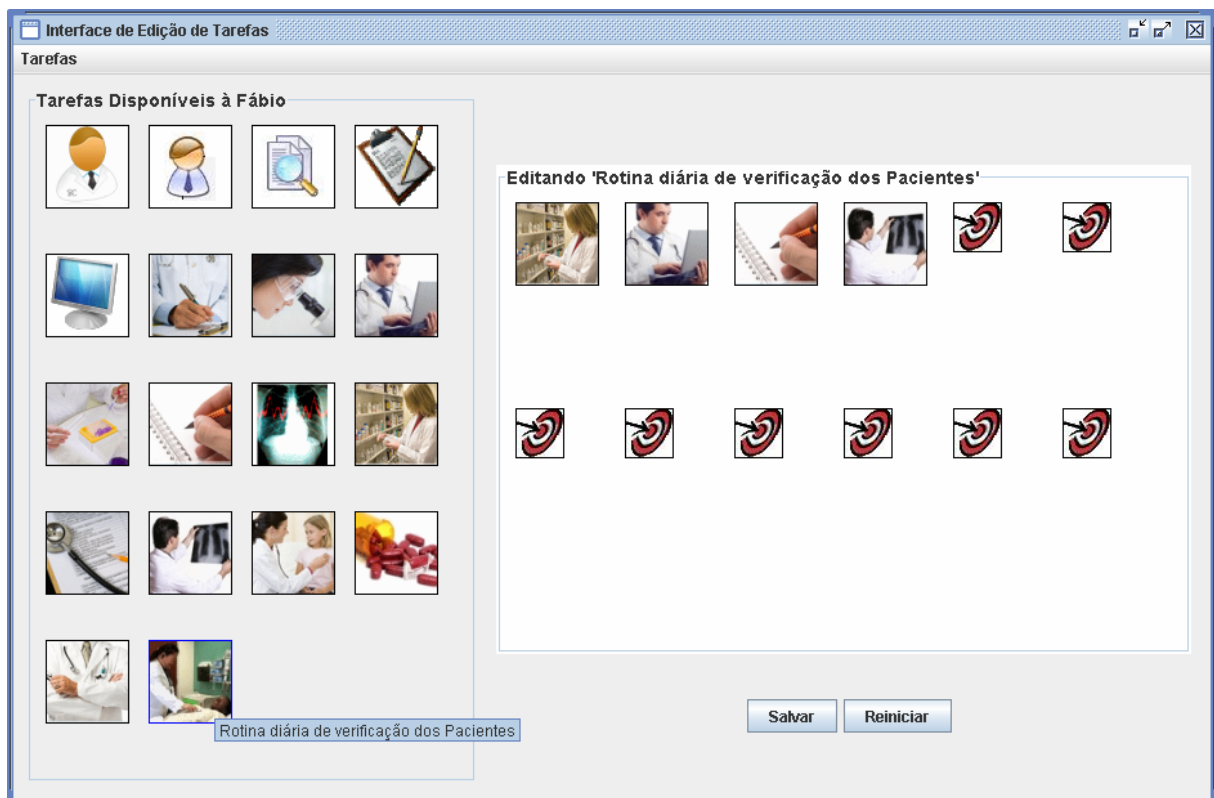 Interface de Edição de Tarefas
Tarefas
Tarefas Disponíveis à Fábio
Editando 'Rotina diária de verificação dos Pacientes'
Rotina diária de verificação dos Pacientes
Salvar
Reiniciar